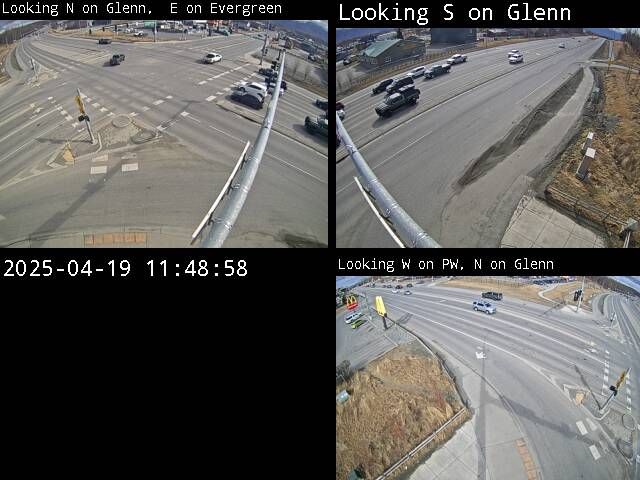 Looking N on Glenn,  E on Evergreen
Looking S on Glenn
2025-04-19 11:48:58
Looking W on PW, N on Glenn